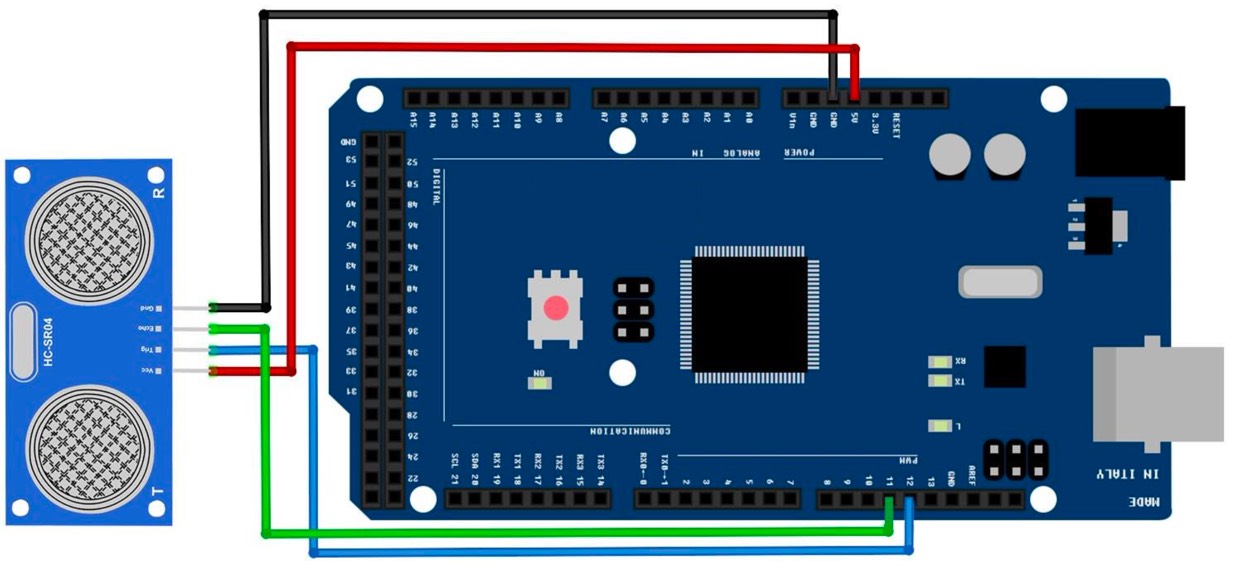 R
Gnd
Echo
Trig
Vcc
HC-SR04
T
A15 A14 A13 A12 A11 A10 A9 A8
A7 A6 A5 A4 A3 A2 A1 A0
Vin GND GND 5V 3.3V RESET
ANALOG IN
POWER
GND
53 52
51 50
49 48
47 46
45 44
43 42
41 40
39 38
37 36
35 34
33 32
31 30
28
26
24
22
DIGITAL
ON
RX
TX
L
1
2
3
4
COMMUNICATION
PWM
SCL 21
SDA 20
RX1 19
TX1 18
RX2 17
TX2 16
RX3 15
TX3 14
RX0←0
TX0→1
2 3 4 5 6 7
8 9 10 11 12 13 GND AREF
MADE
IN ITALY